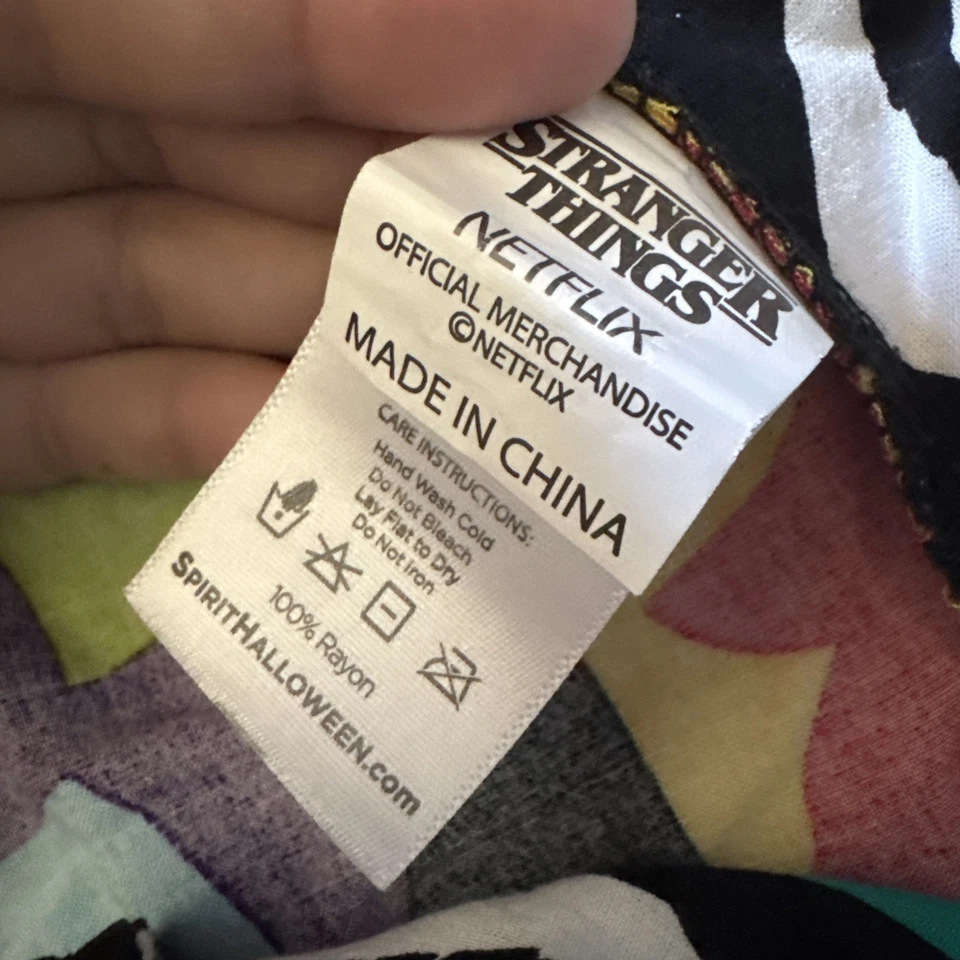 STRANGER
THINGS
NETFLIX
OFFICIAL MERCHANDISE
©NETFLIX
MADE IN CHINA
CARE INSTRUCTIONS:
Hand Wash Cold
Do Not Bleach
Lay Flat to Dry
Do Not Iron
100% Rayon
SPIRITHALLOWEEN.com